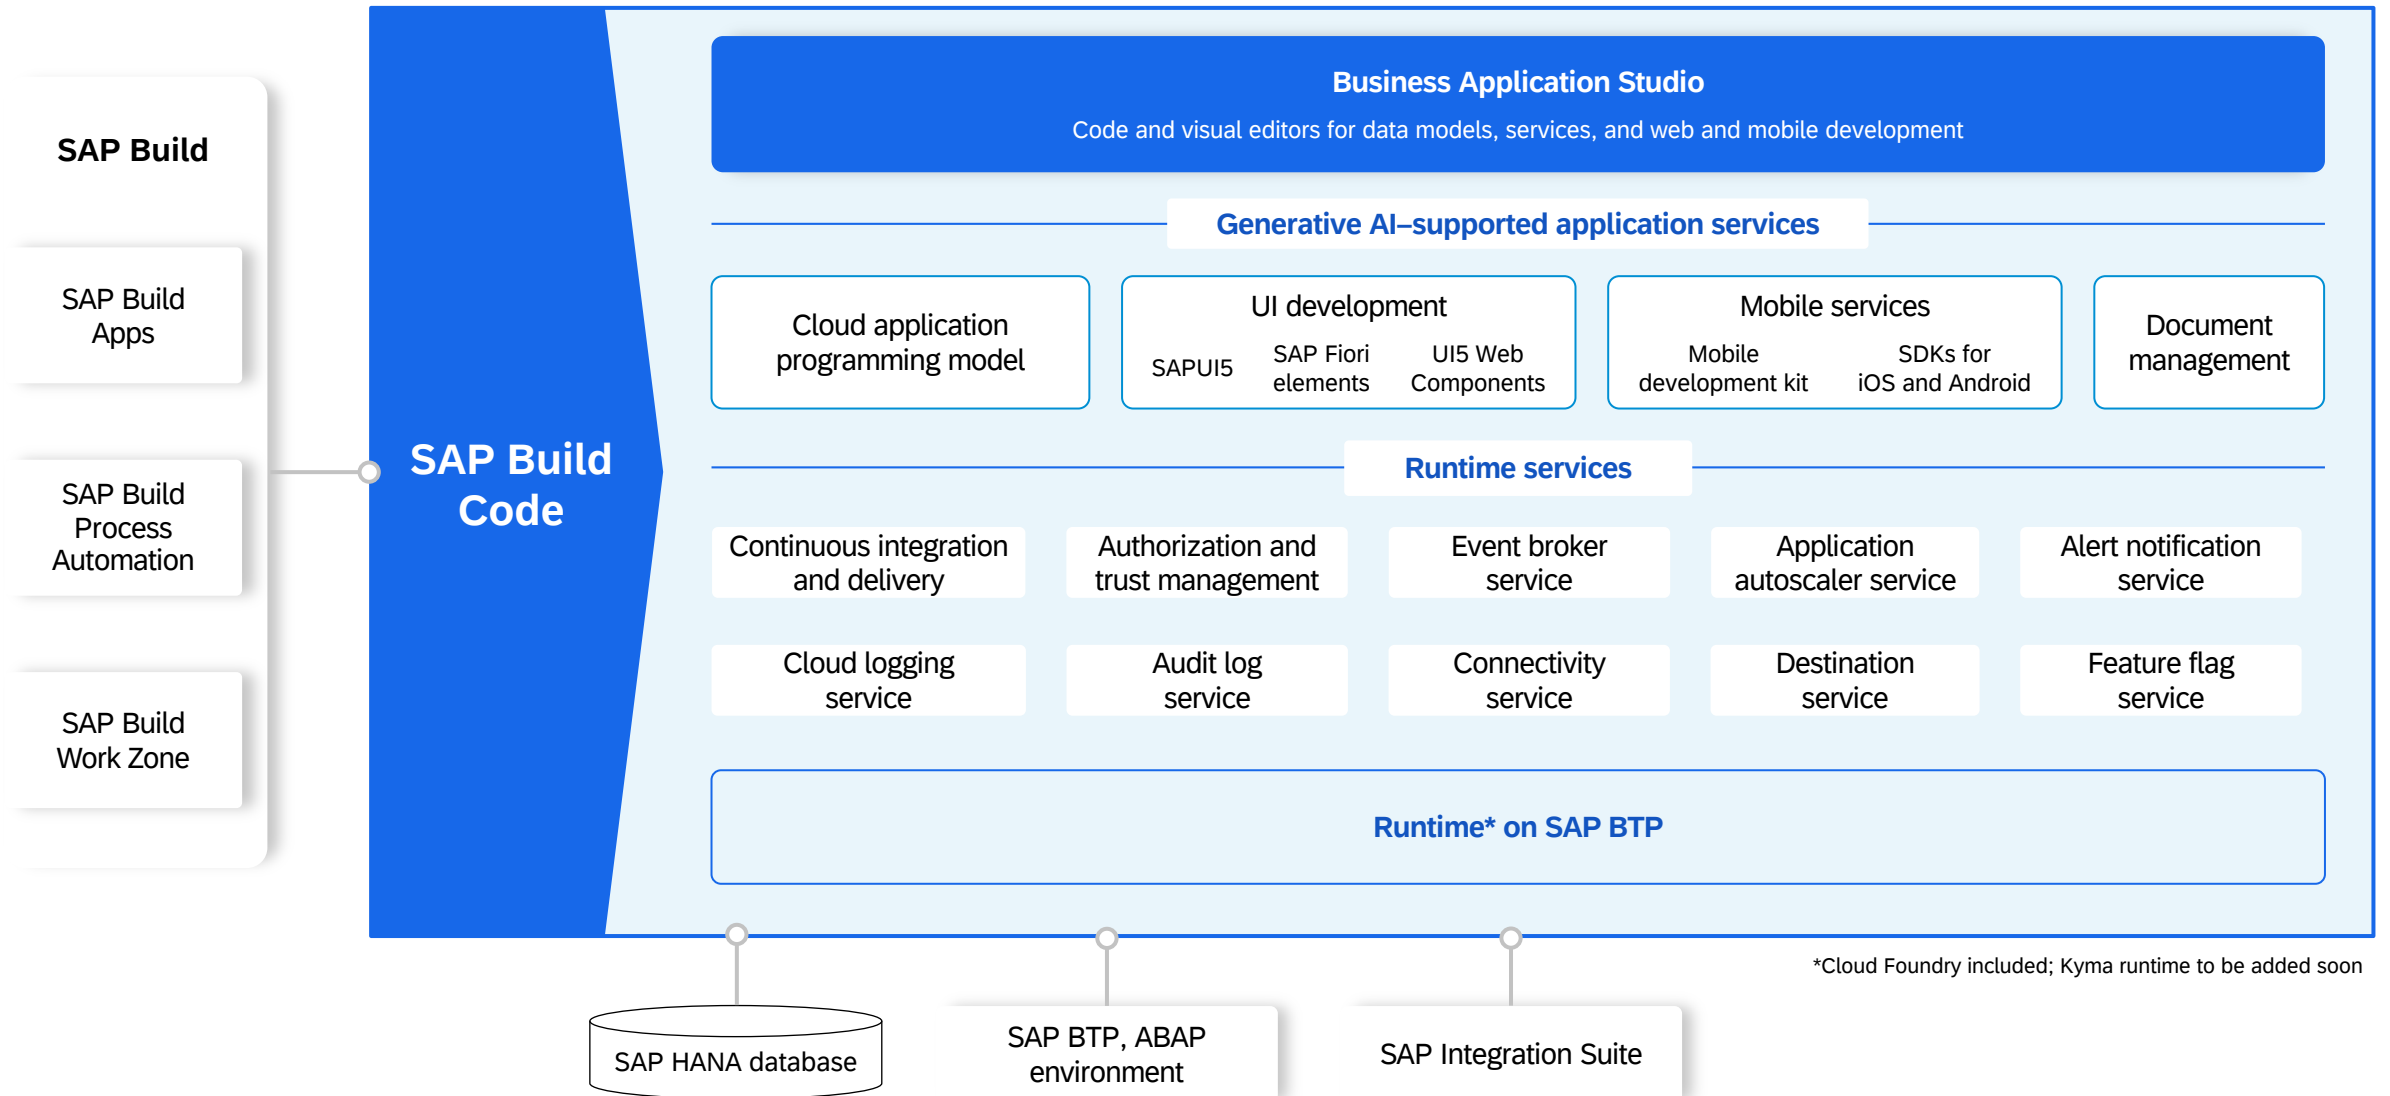 SAP Build
SAP Build
Apps
SAP Build
Process
Automation
SAP Build
Work Zone
SAP Build
Code
Business Application Studio
Code and visual editors for data models, services, and web and mobile development
Generative AI–supported application services
Cloud application
programming model
UI development
SAPUI5
SAP Fiori
elements
UI5 Web
Components
Mobile services
Mobile
development kit
SDKs for
iOS and Android
Document
management
Runtime services
Continuous integration
and delivery
Authorization and
trust management
Event broker
service
Application
autoscaler service
Alert notification
service
Cloud logging
service
Audit log
service
Connectivity
service
Destination
service
Feature flag
service
Runtime* on SAP BTP
*Cloud Foundry included; Kyma runtime to be added soon
SAP HANA database
SAP BTP, ABAP
environment
SAP Integration Suite